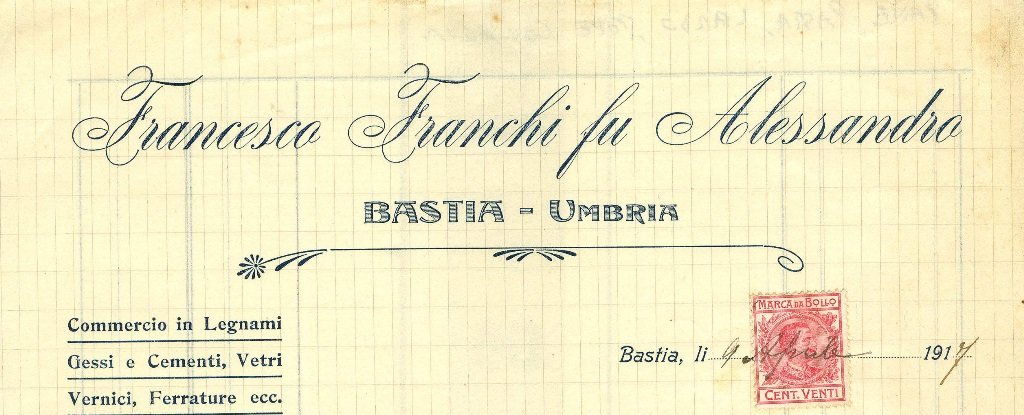 Francesco Franchi fu Alessandro
BASTIA - UMBRIA
Commercio in Legnami
Gessi e Cementi, Vetri
Vernici, Ferrature ecc.
MARCA DA BOLLO
Bastia, li 9 Aprile 1917
CENT. VENTI